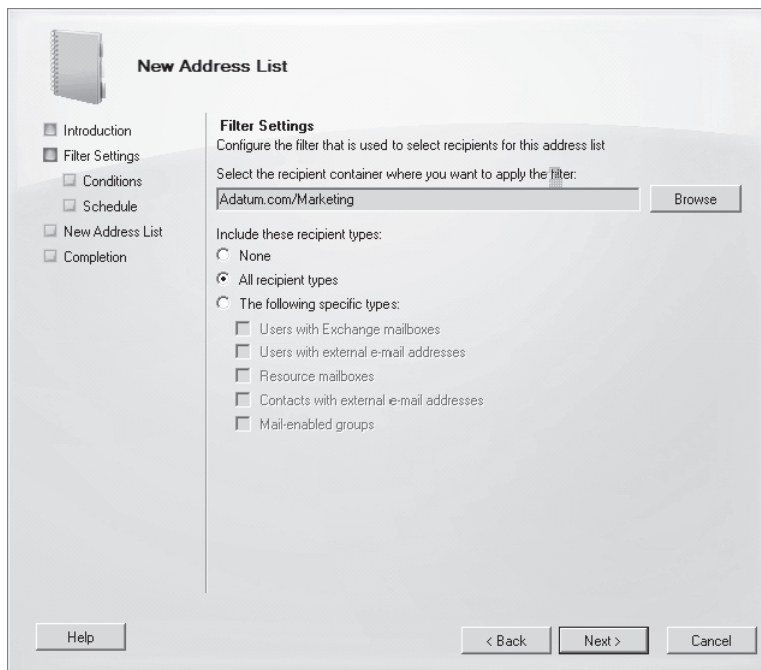 New Address List
Introduction
Filter Settings
Conditions
Schedule
New Address List
Completion
Filter Settings
Configure the filter that is used to select recipients for this address list
Select the recipient container where you want to apply the filter:
Adatum.com/Marketing
Browse
Include these recipient types:
None
All recipient types
The following specific types:
Users with Exchange mailboxes
Users with external e-mail addresses
Resource mailboxes
Contacts with external e-mail addresses
Mail-enabled groups
Help
< Back
Next >
Cancel